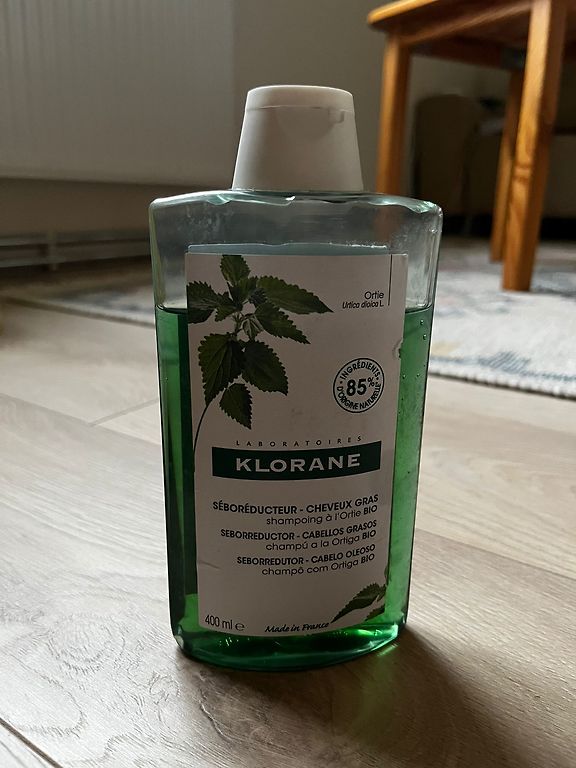 Ortie
Urtica dioica L.
INGRÉDIENTS
85%
D'ORIGINE NATURELLE
LABORATOIRES
KLORANE
SÉBORÉDUCTEUR - CHEVEUX GRAS
shampoing à l'Ortie BIO
SEBORREDUCTOR - CABELLOS GRASOS
champú a la Ortiga BIO
SEBORREDUTOR - CABELO OLEOSO
champô com Ortiga BIO
400 ml e
Made in France